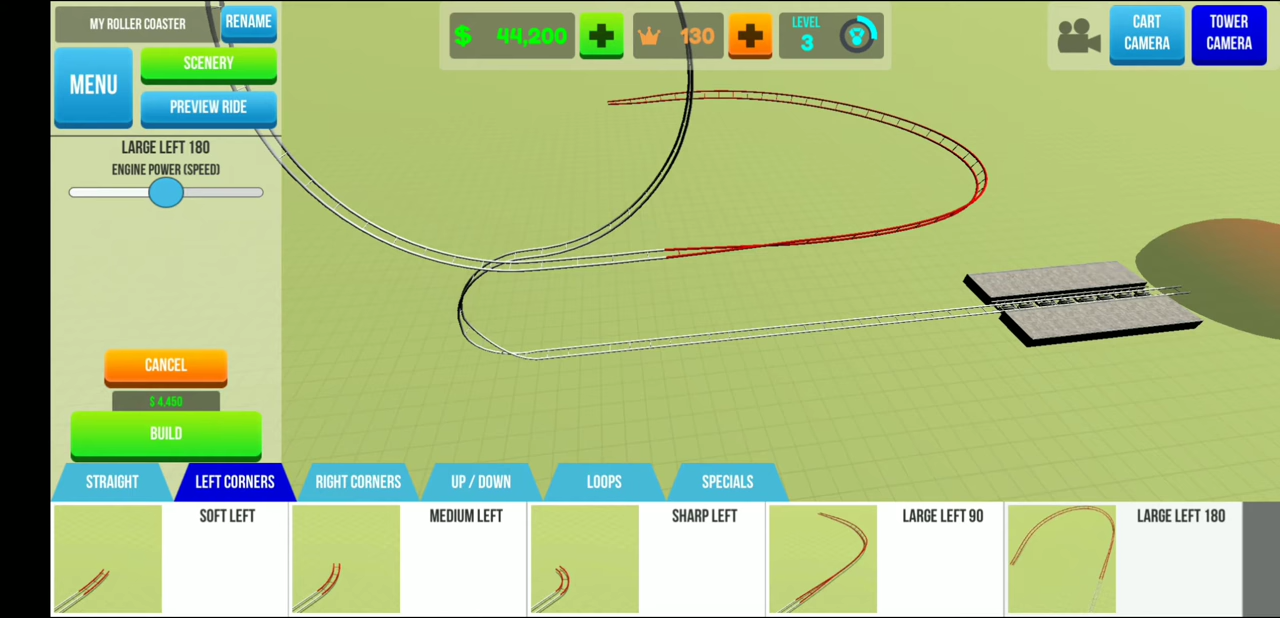 MY ROLLER COASTER
RENAME
MENU
SCENERY
PREVIEW RIDE
$ 44,200
130
LEVEL
3
CART
CAMERA
TOWER
CAMERA
LARGE LEFT 180
ENGINE POWER (SPEED)
CANCEL
$ 4,450
BUILD
STRAIGHT
LEFT CORNERS
RIGHT CORNERS
UP / DOWN
LOOPS
SPECIALS
SOFT LEFT
MEDIUM LEFT
SHARP LEFT
LARGE LEFT 90
LARGE LEFT 180